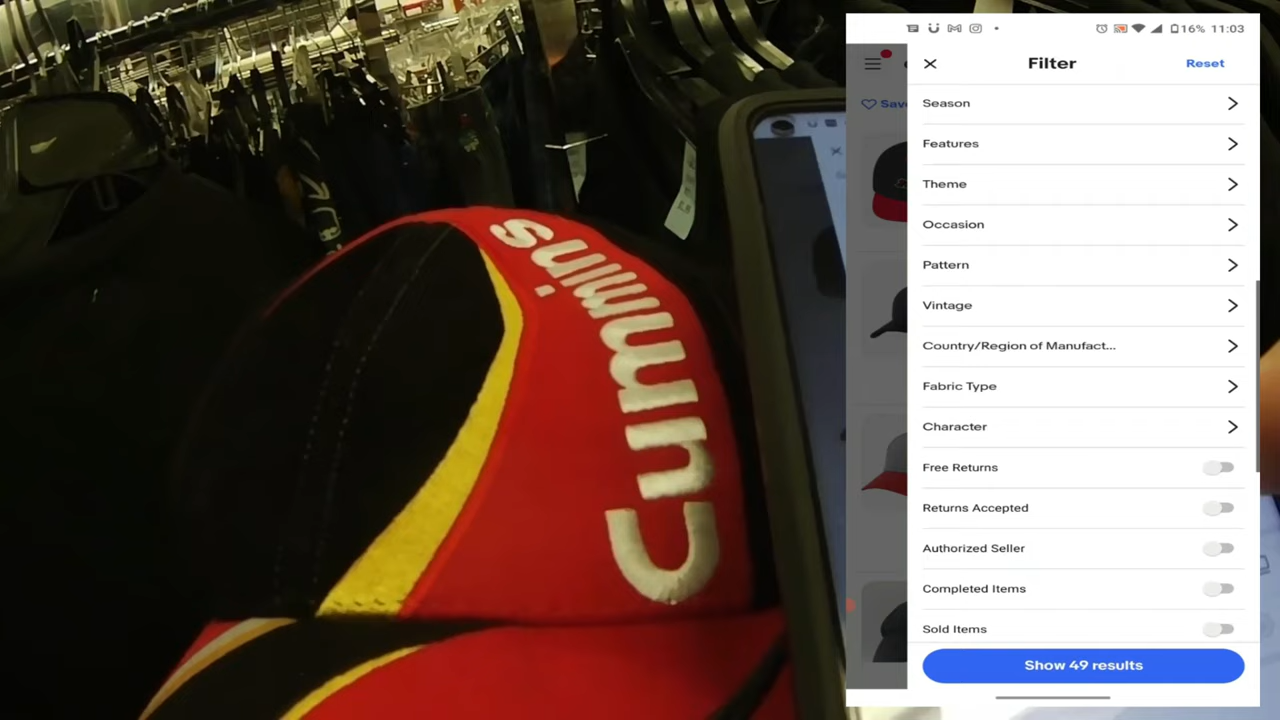 cummins
16% 11:03
Filter
Reset
Save
Season
Features
Theme
Occasion
Pattern
Vintage
Country/Region of Manufact...
Fabric Type
Character
Free Returns
Returns Accepted
Authorized Seller
Completed Items
Sold Items
Show 49 results